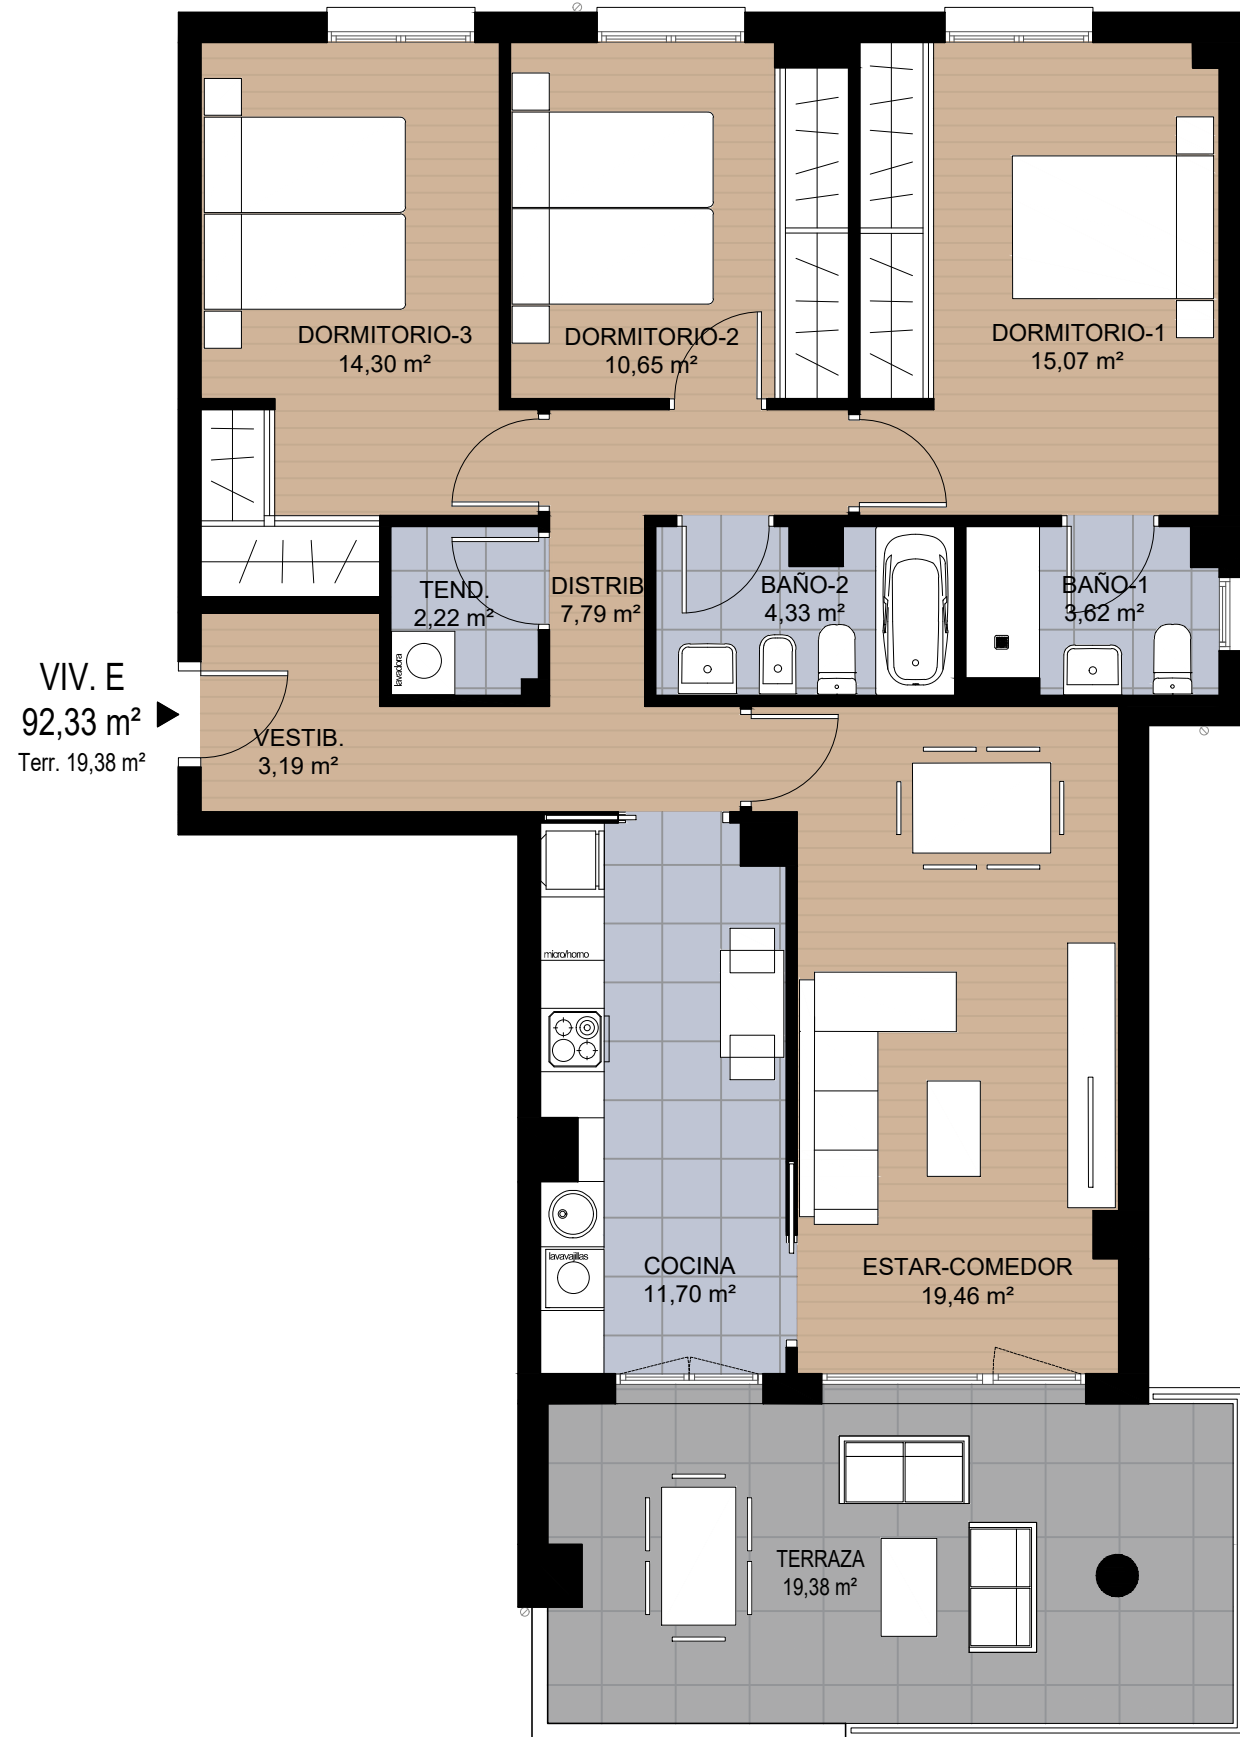 DORMITORIO-3
14,30 m²
DORMITORIO-2
10,65 m²
DORMITORIO-1
15,07 m²
TEND.
2,22 m²
lavadora
DISTRIB
7,79 m²
BAÑO-2
4,33 m²
BAÑO-1
3,62 m²
VIV. E
92,33 m²
Terr. 19,38 m²
VESTIB.
3,19 m²
micro/horno
lavavajillas
COCINA
11,70 m²
ESTAR-COMEDOR
19,46 m²
TERRAZA
19,38 m²